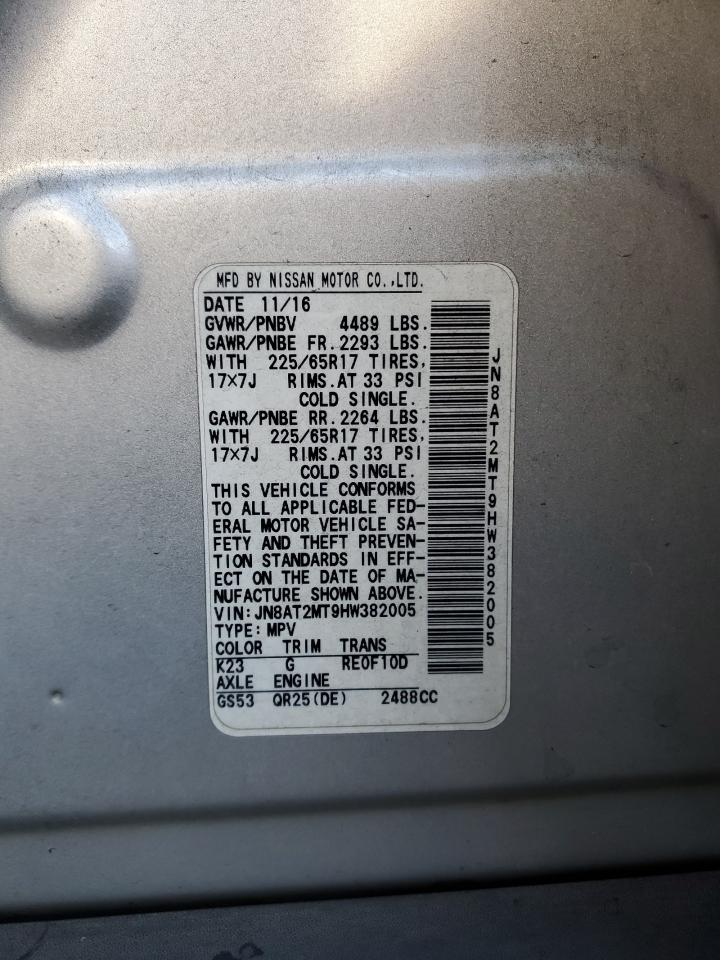 MFD BY NISSAN MOTOR CO.,LTD.
DATE 11/16
GVWR/PNBV 4489 LBS.
GAWR/PNBE FR. 2293 LBS.
WITH 225/65R17 TIRES,
17×7J RIMS.AT 33 PSI
COLD SINGLE.
GAWR/PNBE RR. 2264 LBS.
WITH 225/65R17 TIRES,
17×7J RIMS.AT 33 PSI
COLD SINGLE.
THIS VEHICLE CONFORMS
TO ALL APPLICABLE FED-
ERAL MOTOR VEHICLE SA-
FETY AND THEFT PREVEN-
TION STANDARDS IN EFF-
ECT ON THE DATE OF MA-
NUFACTURE SHOWN ABOVE.
VIN:JN8AT2MT9HW382005
TYPE:MPV
COLOR TRIM TRANS
K23 G RE0F10D
AXLE ENGINE
GS53 QR25(DE) 2488CC
JN8AT2MT9HW382005